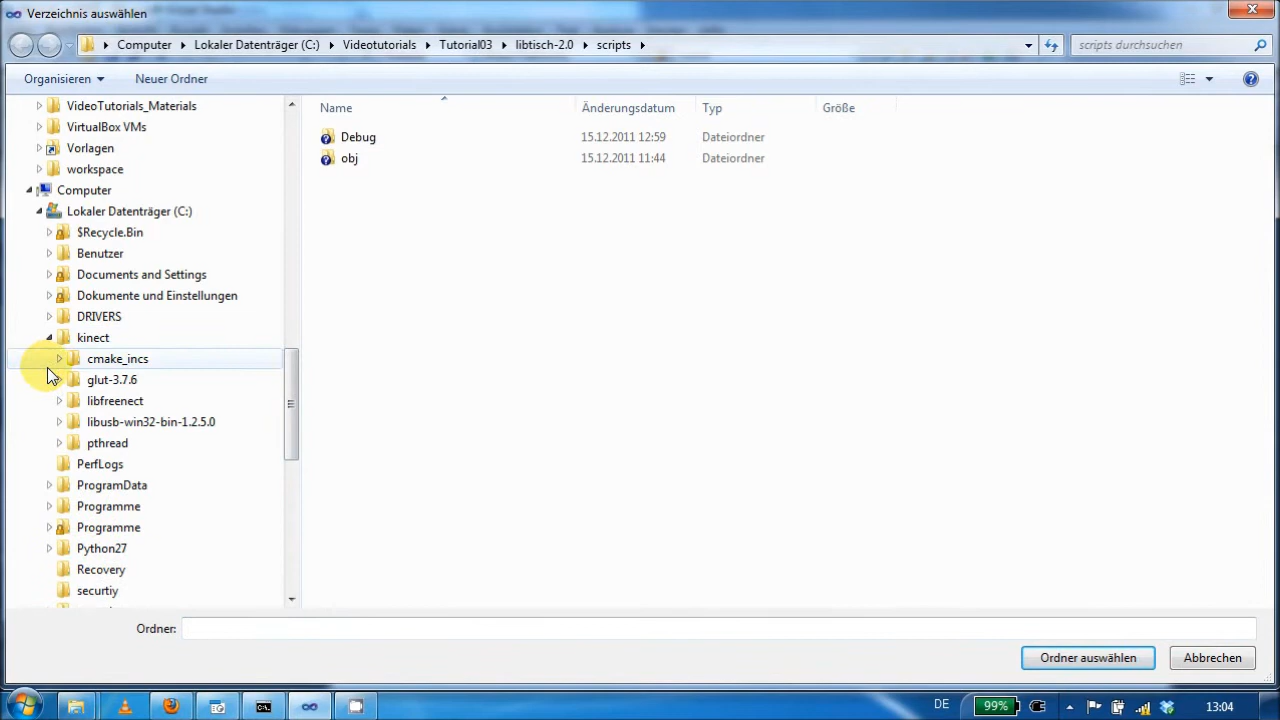 Verzeichnis auswählen
Computer Lokaler Datenträger (C:) Videotutorials Tutorial03 libtisch-2.0 scripts
scripts durchsuchen
Organisieren Neuer Ordner
Name Änderungsdatum Typ Größe
Debug 15.12.2011 12:59 Dateiordner
obj 15.12.2011 11:44 Dateiordner
VideoTutorials_Materials
VirtualBox VMs
Vorlagen
workspace
Computer
Lokaler Datenträger (C:)
$Recycle.Bin
Benutzer
Documents and Settings
Dokumente und Einstellungen
DRIVERS
kinect
cmake_incs
glut-3.7.6
libfreenect
libusb-win32-bin-1.2.5.0
pthread
PerfLogs
ProgramData
Programme
Programme
Python27
Recovery
securtiy
Ordner:
Ordner auswählen Abbrechen
DE 99% 13:04